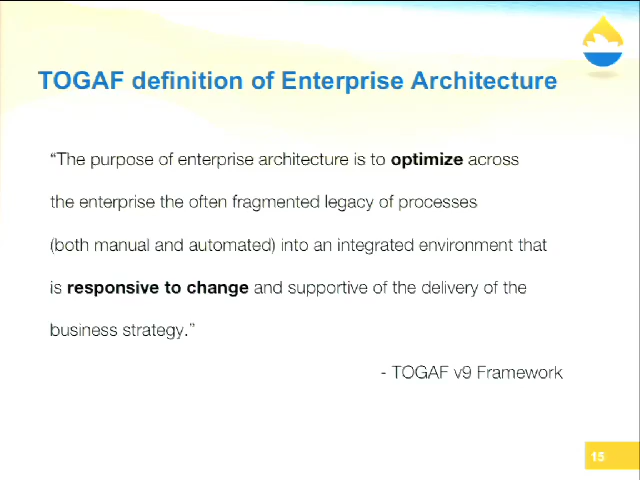 TOGAF definition of Enterprise Architecture
“The purpose of enterprise architecture is to optimize across
the enterprise the often fragmented legacy of processes
(both manual and automated) into an integrated environment that
is responsive to change and supportive of the delivery of the
business strategy.”
- TOGAF v9 Framework
15